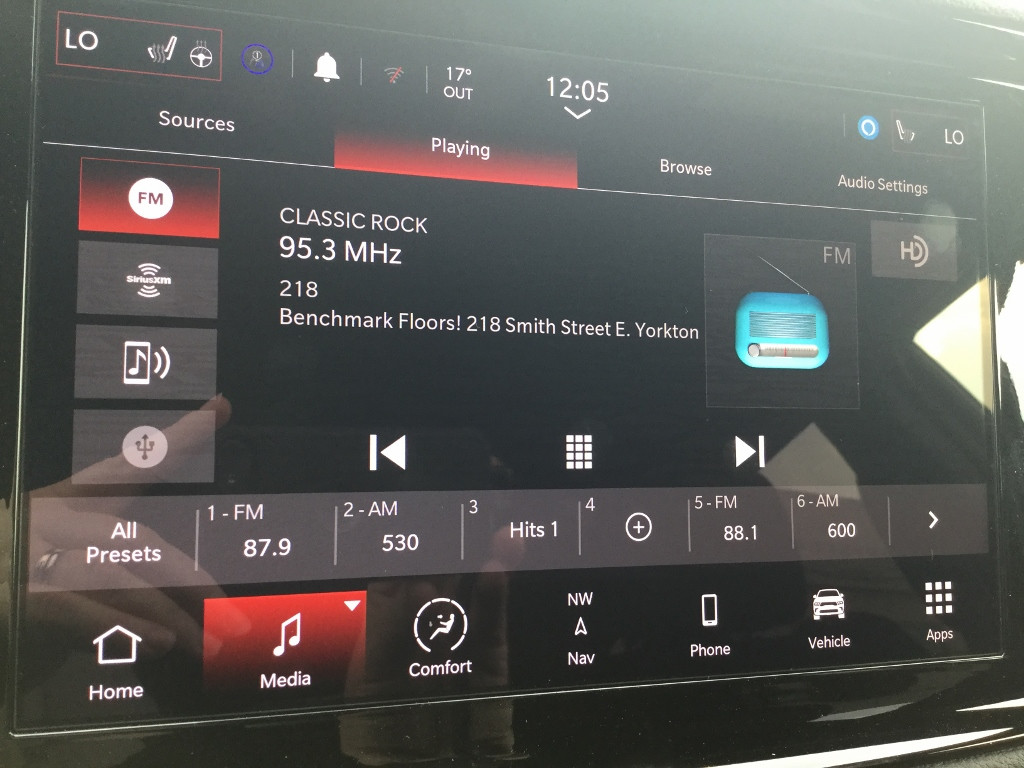 LO
17°
OUT
12:05
LO
Sources
Playing
Browse
Audio Settings
FM
SiriusXM
CLASSIC ROCK
95.3 MHz
218
Benchmark Floors! 218 Smith Street E. Yorkton
FM
HD
All
Presets
1 - FM
87.9
2 - AM
530
3
Hits 1
4
5 - FM
88.1
6 - AM
600
Home
Media
Comfort
NW
Nav
Phone
Vehicle
Apps